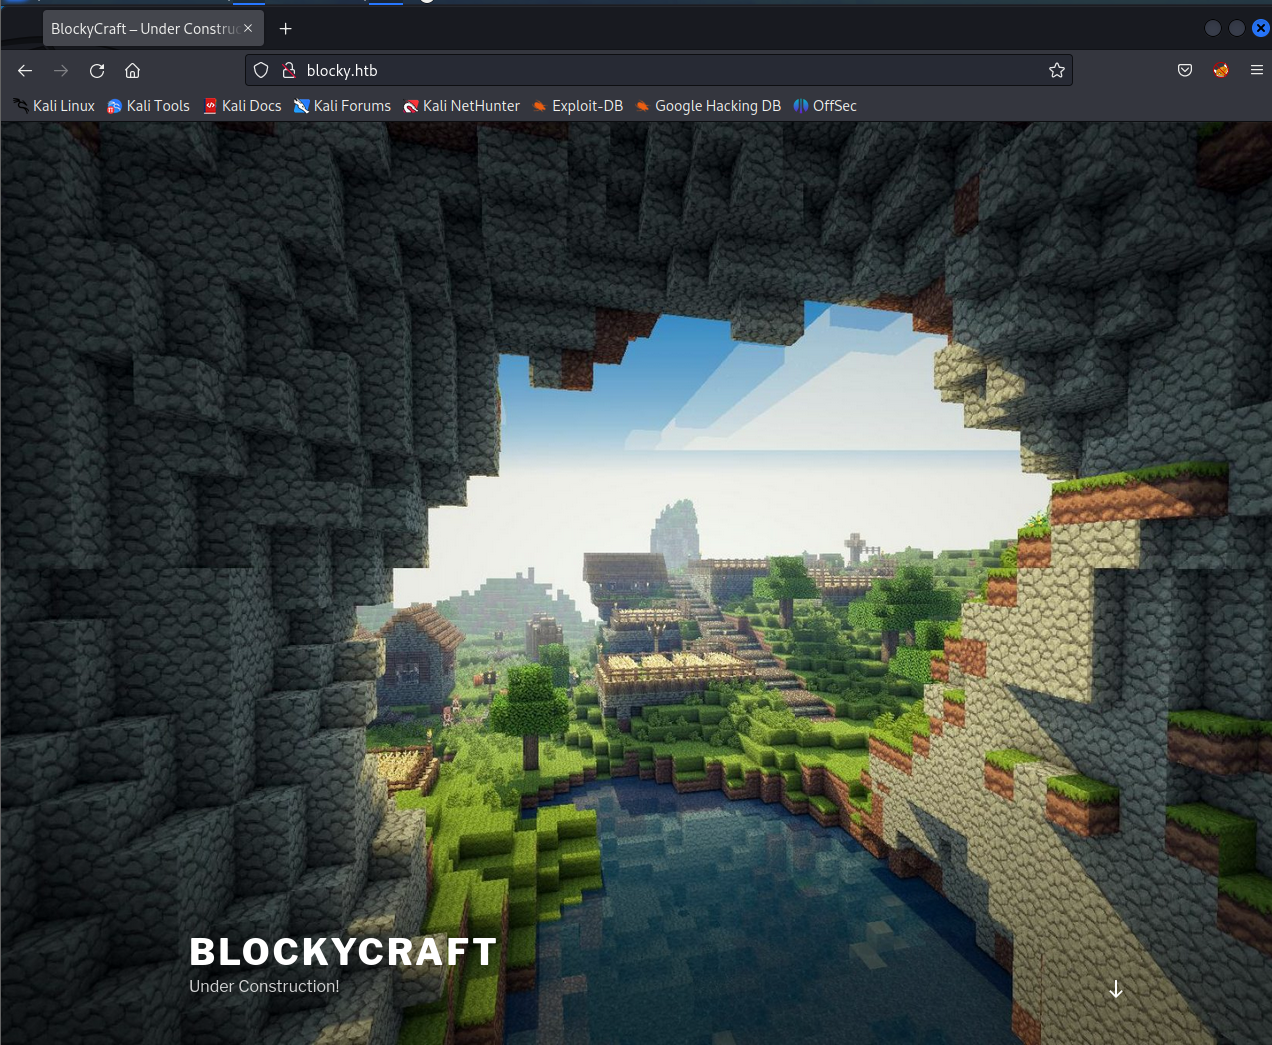 BlockyCraft – Under Construc
blocky.htb
Kali Linux Kali Tools Kali Docs Kali Forums Kali NetHunter Exploit-DB Google Hacking DB OffSec
BLOCKYCRAFT
Under Construction!